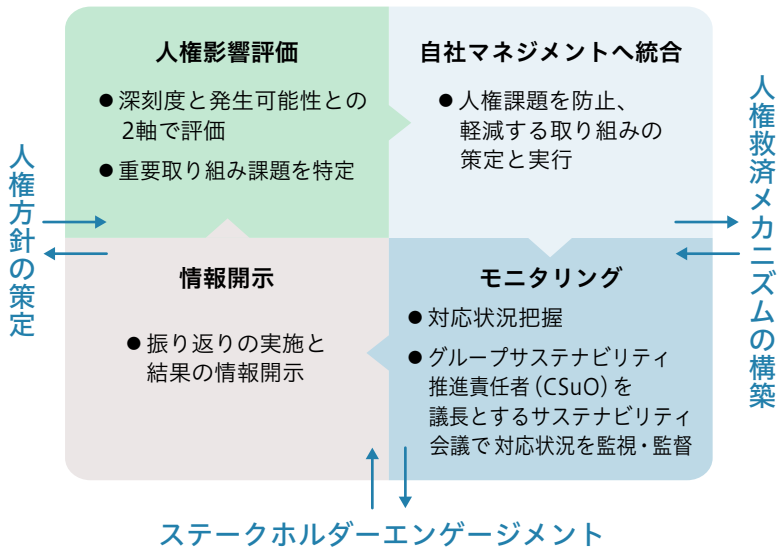 人権影響評価
● 深刻度と発生可能性との
2軸で評価
● 重要取り組み課題を特定
自社マネジメントへ統合
● 人権課題を防止、
軽減する取り組みの
策定と実行
情報開示
● 振り返りの実施と
結果の情報開示
モニタリング
● 対応状況把握
● グループサステナビリティ
推進責任者（CSuO）を
議長とするサステナビリティ
会議で対応状況を監視・監督
人権方針の策定
人権救済メカニズムの構築
ステークホルダーエンゲージメント